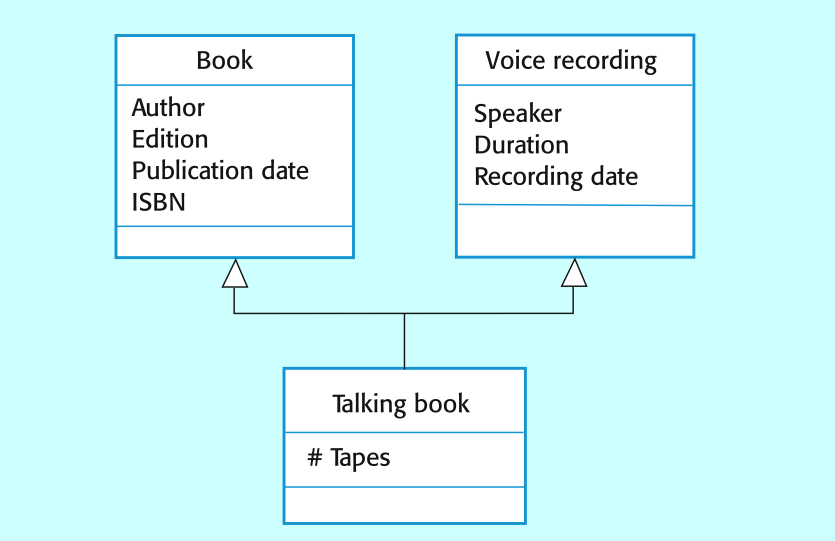 Book
Author
Edition
Publication date
ISBN
Voice recording
Speaker
Duration
Recording date
Talking book
# Tapes